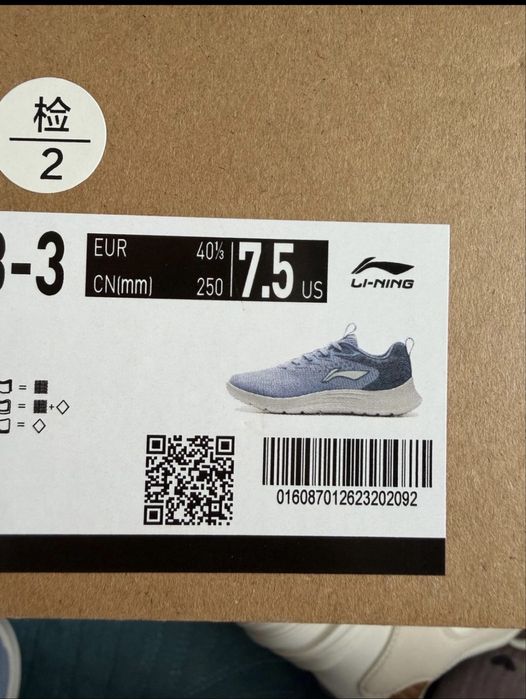 检
2
3-3
EUR 40⅓
CN(mm) 250
7.5 US
LI-NING
= 
= +
=
016087012623202092